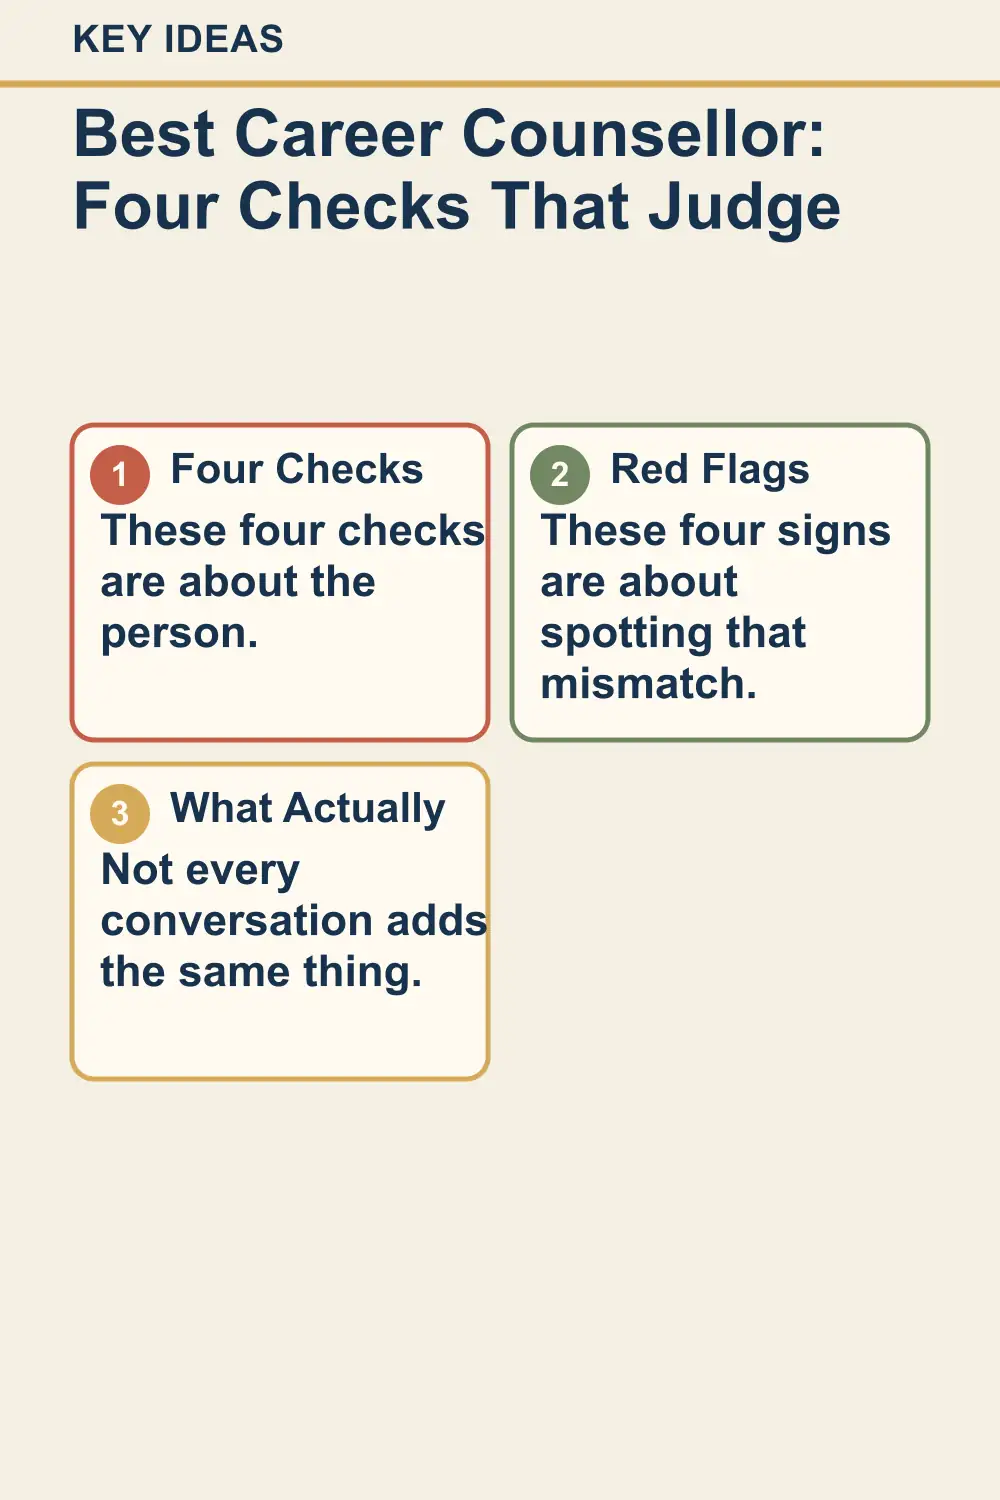 KEY IDEAS
Best Career Counsellor:
Four Checks That Judge
1 Four Checks
These four checks
are about the
person.
2 Red Flags
These four signs
are about
spotting that
mismatch.
3 What Actually
Not every
conversation adds
the same thing.